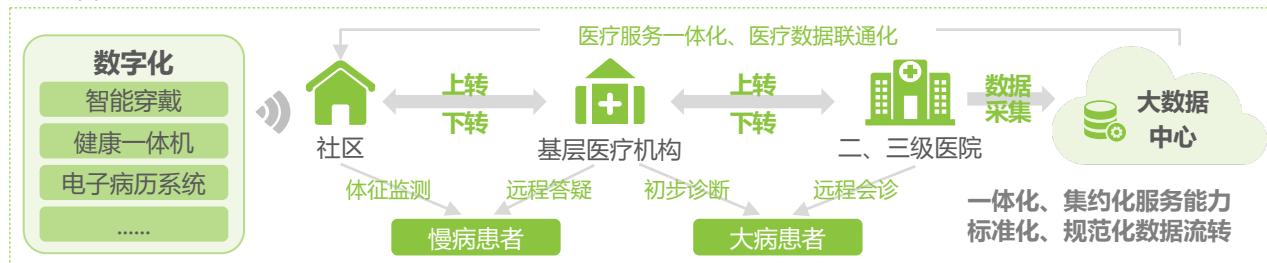 医疗服务一体化、医疗数据联通化
数字化
智能穿戴
健康一体机
电子病历系统
......
社区
上转
下转
基层医疗机构
上转
下转
二、三级医院
数据
采集
大数据
中心
体征监测
远程答疑
初步诊断
远程会诊
慢病患者
大病患者
一体化、集约化服务能力
标准化、规范化数据流转